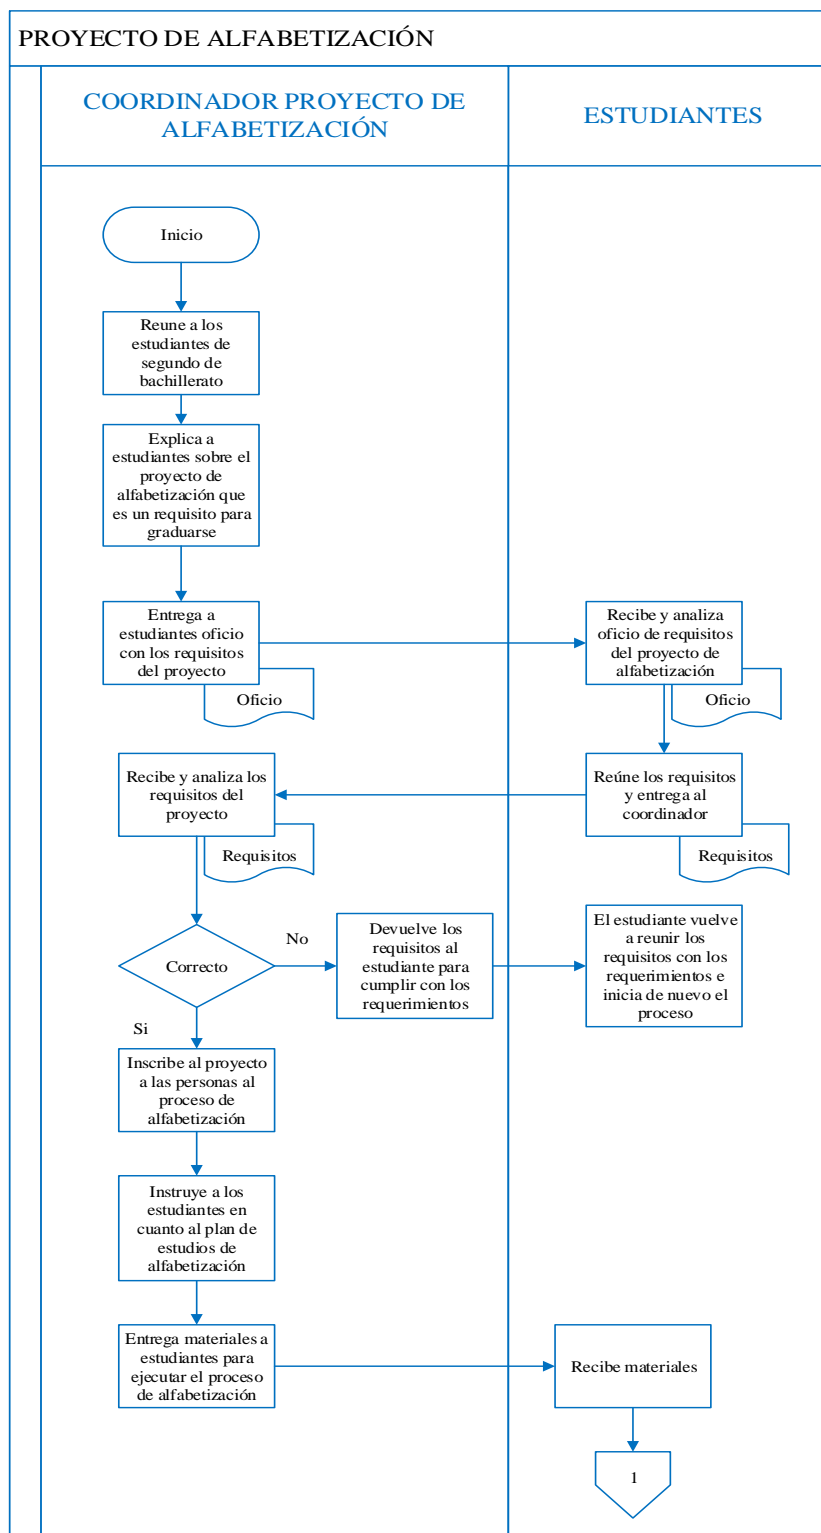 PROYECTO DE ALFABETIZACIÓN
COORDINADOR PROYECTO DE
ALFABETIZACIÓN
ESTUDIANTES
Inicio
Reune a los
estudiantes de
segundo de
bachillerato
Explica a
estudiantes sobre el
proyecto de
alfabetización que
es un requisito para
graduarse
Entrega a
estudiantes oficio
con los requisitos
del proyecto
Oficio
Recibe y analiza
oficio de requisitos
del proyecto de
alfabetización
Oficio
Recibe y analiza los
requisitos del
proyecto
Requisitos
Reúne los requisitos
y entrega al
coordinador
Requisitos
Correcto
No
Devuelve los
requisitos al
estudiante para
cumplir con los
requerimientos
El estudiante vuelve
a reunir los
requisitos con los
requerimientos e
inicia de nuevo el
proceso
Si
Inscribe al proyecto
a las personas al
proceso de
alfabetización
Instruye a los
estudiantes en
cuanto al plan de
estudios de
alfabetización
Entrega materiales a
estudiantes para
ejecutar el proceso
de alfabetización
Recibe materiales
1